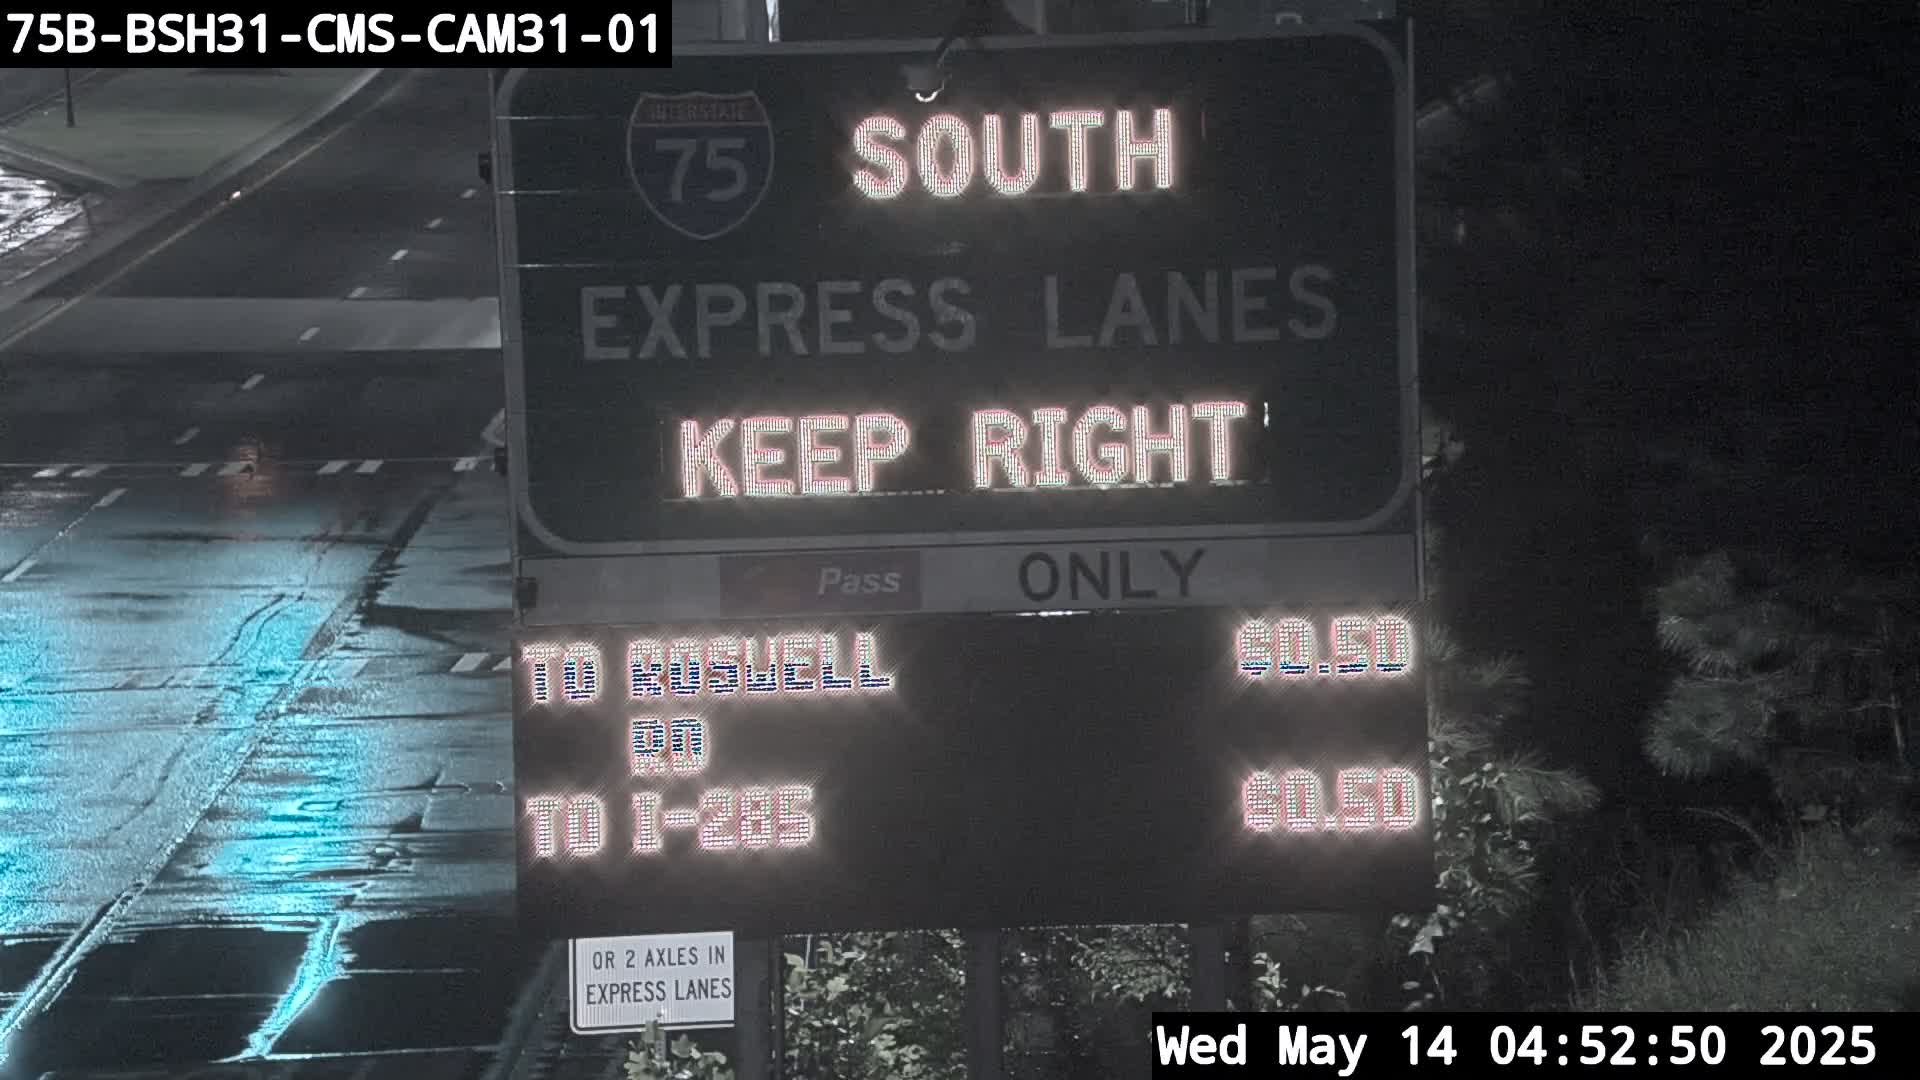 75B-BSH31-CMS-CAM31-01
INTERSTATE
75
SOUTH
EXPRESS LANES
KEEP RIGHT
Pass ONLY
TO ROSWELL $0.50
RD
TO I-285 $0.50
OR 2 AXLES IN
EXPRESS LANES
Wed May 14 04:52:50 2025